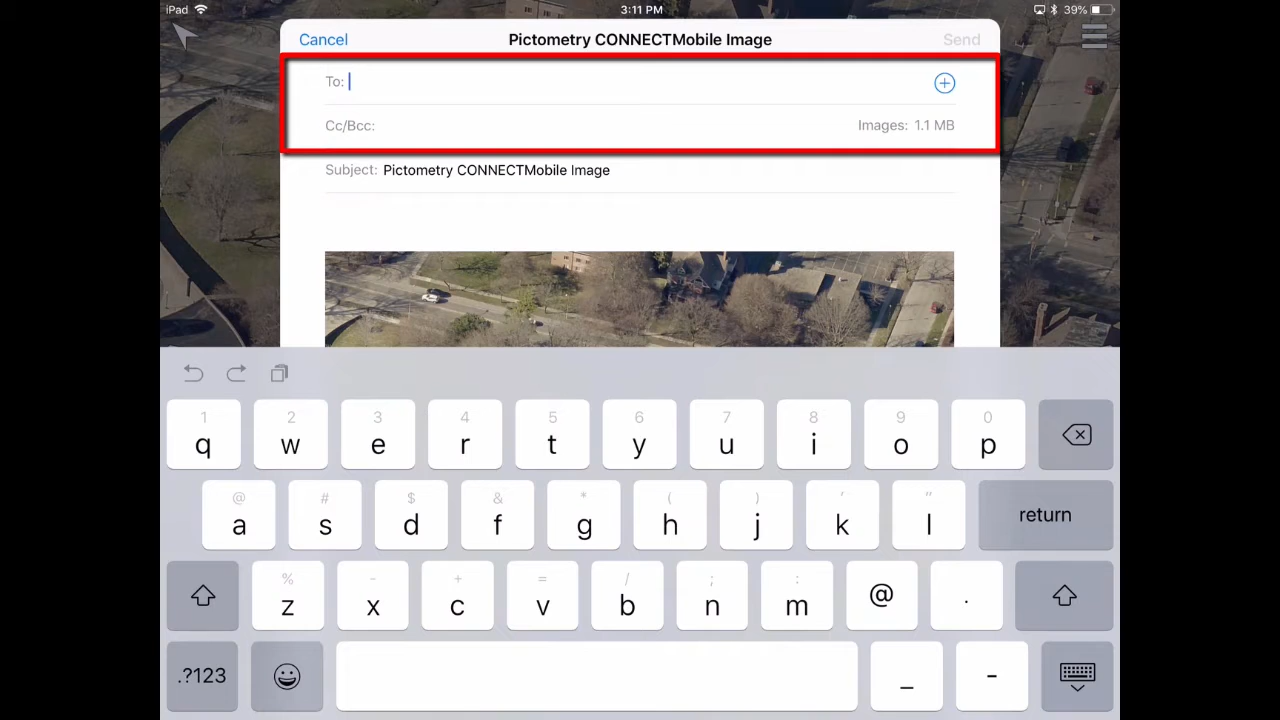 iPad 3:11 PM 39%
Cancel Pictometry CONNECTMobile Image Send
To:
Cc/Bcc: Images: 1.1 MB
Subject: Pictometry CONNECTMobile Image
1 2 3 4 5 6 7 8 9 0
q w e r t y u i o p
@ # $ & * ( ) ' "
a s d f g h j k l return
% - + = / ; :
z x c v b n m @ .
.?123 _ -